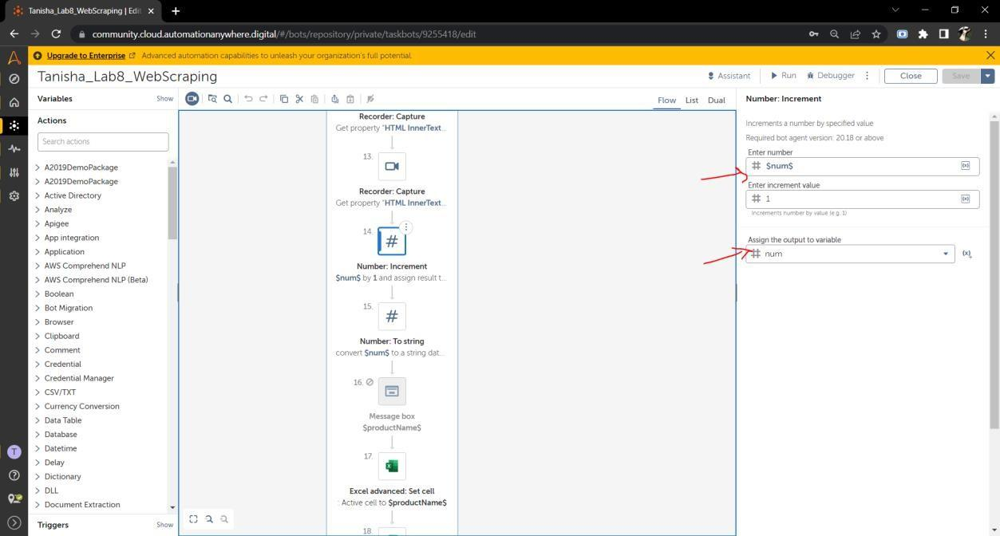 Tanisha_Lab8_WebScraping | Edit
community.cloud.automationanywhere.digital/#/bots/repository/private/taskbots/9255418/edit
Upgrade to Enterprise Advanced automation capabilities to unleash your organization's full potential.
Tanisha_Lab8_WebScraping
Assistant
Run
Debugger
Close
Save
Variables
Show
Actions
Search actions
A2019DemoPackage
A2019DemoPackage
Active Directory
Analyze
Apigee
App integration
Application
AWS Comprehend NLP
AWS Comprehend NLP (Beta)
Boolean
Bot Migration
Browser
Clipboard
Comment
Credential
Credential Manager
CSV/TXT
Currency Conversion
Data Table
Database
Datetime
Delay
Dictionary
DLL
Document Extraction
Triggers
Show
T
Flow
List
Dual
Recorder: Capture
Get property "HTML InnerText...
13.
Recorder: Capture
Get property "HTML InnerText...
14.
#
Number: Increment
$num$ by 1 and assign result t...
15.
#
Number: To string
convert $num$ to a string dat...
16.
Message box
$productName$
17.
Excel advanced: Set cell
: Active cell to $productName$
18.
Number: Increment
Increments a number by specified value
Required bot agent version: 20.18 or above
Enter number
# $num$ (x)
Enter increment value
# 1 (x)
Increments number by value (e.g. 1)
Assign the output to variable
# num (x)